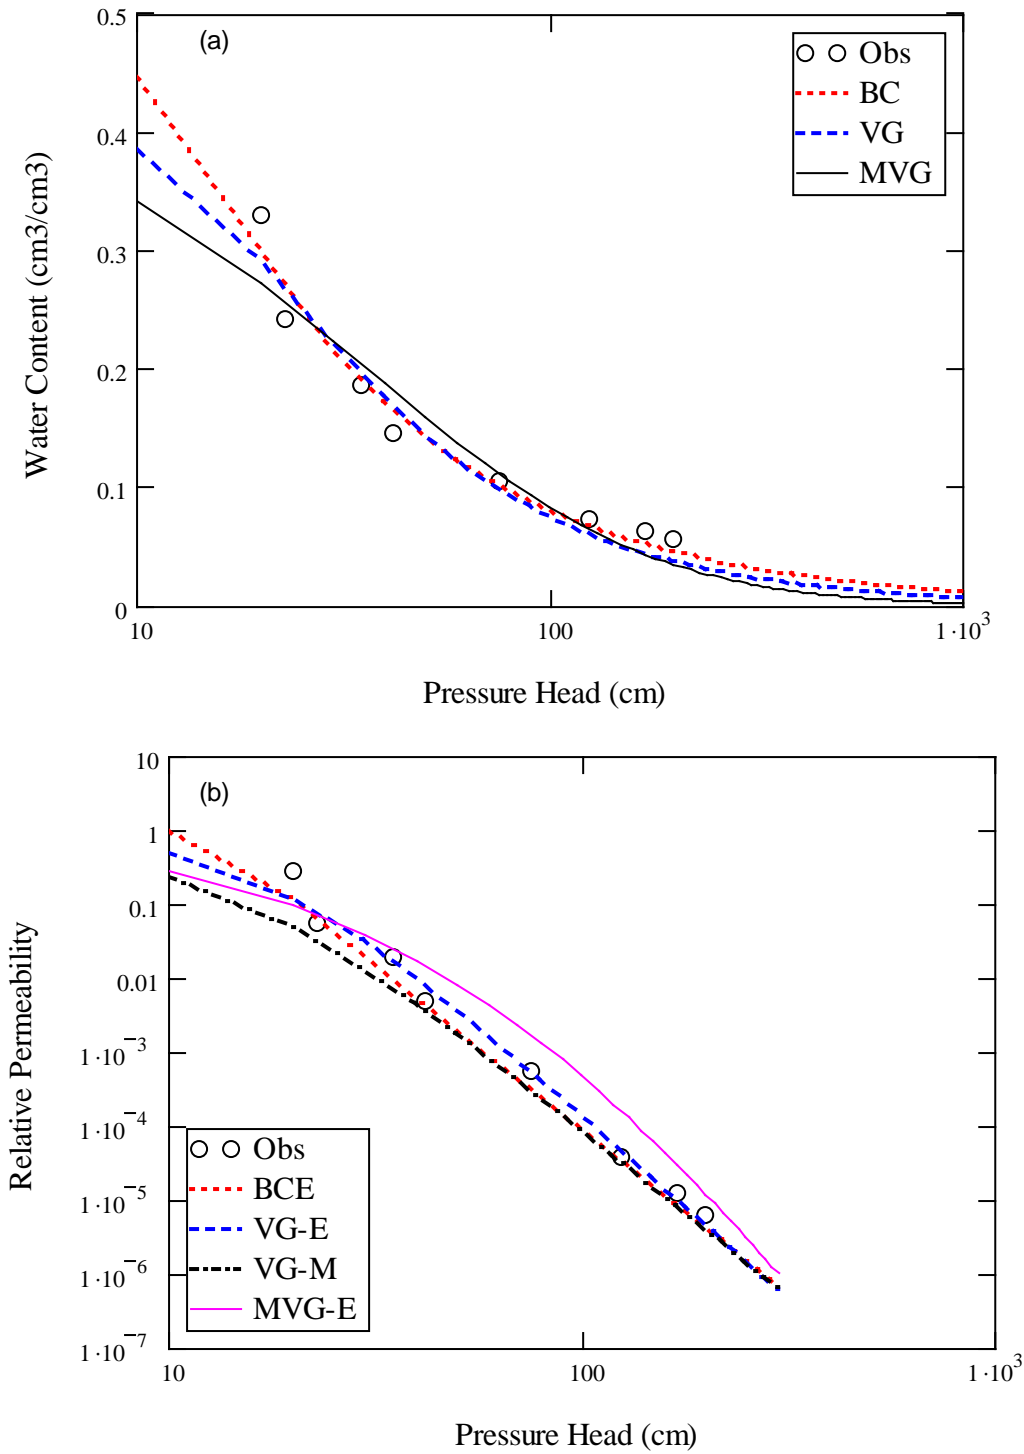 0.5
(a)
Obs
BC
VG
MVG
0.4
0.3
0.2
0.1
0
Water Content (cm3/cm3)
10
100
1·10³
Pressure Head (cm)
10
(b)
1
0.1
0.01
1·10⁻³
1·10⁻⁴
1·10⁻⁵
1·10⁻⁶
1·10⁻⁷
Relative Permeability
Obs
BCE
VG-E
VG-M
MVG-E
10
100
1·10³
Pressure Head (cm)